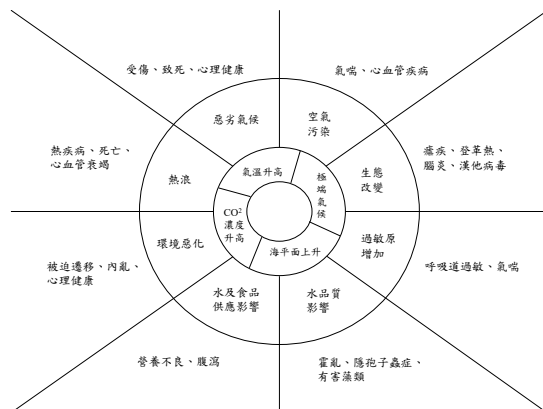 受傷、致死、心理健康
氣喘、心血管疾病
惡劣氣候
空氣
污染
熱疾病、死亡、
心血管衰竭
熱浪
氣溫升高
極
端
氣
候
生態
改變
瘧疾、登革熱、
腦炎、漢他病毒
CO²
濃度
升高
海平面上升
環境惡化
過敏原
增加
被迫遷移、內亂、
心理健康
呼吸道過敏、氣喘
水及食品
供應影響
水品質
影響
營養不良、腹瀉
霍亂、隱孢子蟲症、
有害藻類